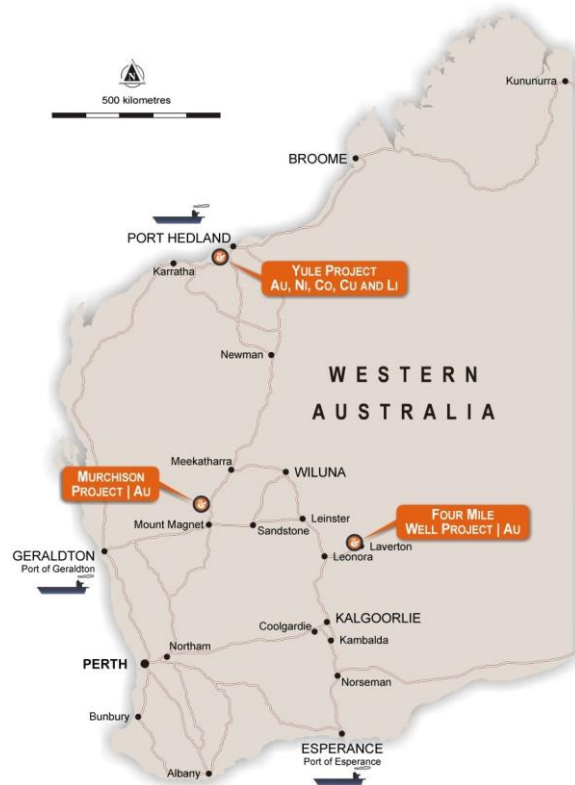 N
500 kilometres
Kununurra
BROOME
PORT HEDLAND
Karratha
YULE PROJECT
AU, NI, CO, CU AND LI
Newman
WESTERN
AUSTRALIA
Meekatharra
WILUNA
MURCHISON
PROJECT | AU
Mount Magnet
Sandstone
Leinster
FOUR MILE
WELL PROJECT | AU
Laverton
Leonora
GERALDTON
Port of Geraldton
KALGOORLIE
Coolgardie
Kambalda
Northam
PERTH
Norseman
Bunbury
ESPERANCE
Port of Esperance
Albany